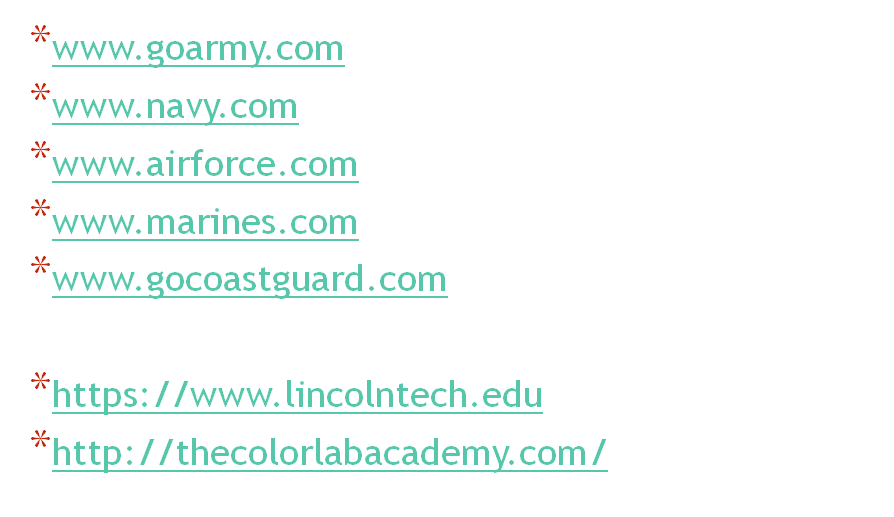 *www.goarmy.com
*www.navy.com
*www.airforce.com
*www.marines.com
*www.gocoastguard.com
*https://www.lincolntech.edu
*http://thecolorlabacademy.com/